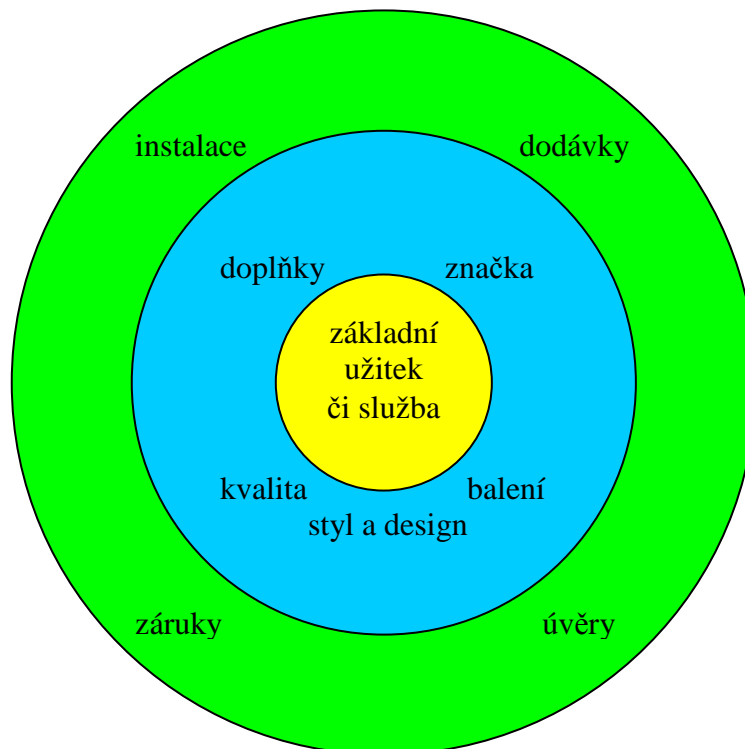 instalace dodávky
doplňky značka
základní
užitek
či služba
kvalita balení
styl a design
záruky úvěry